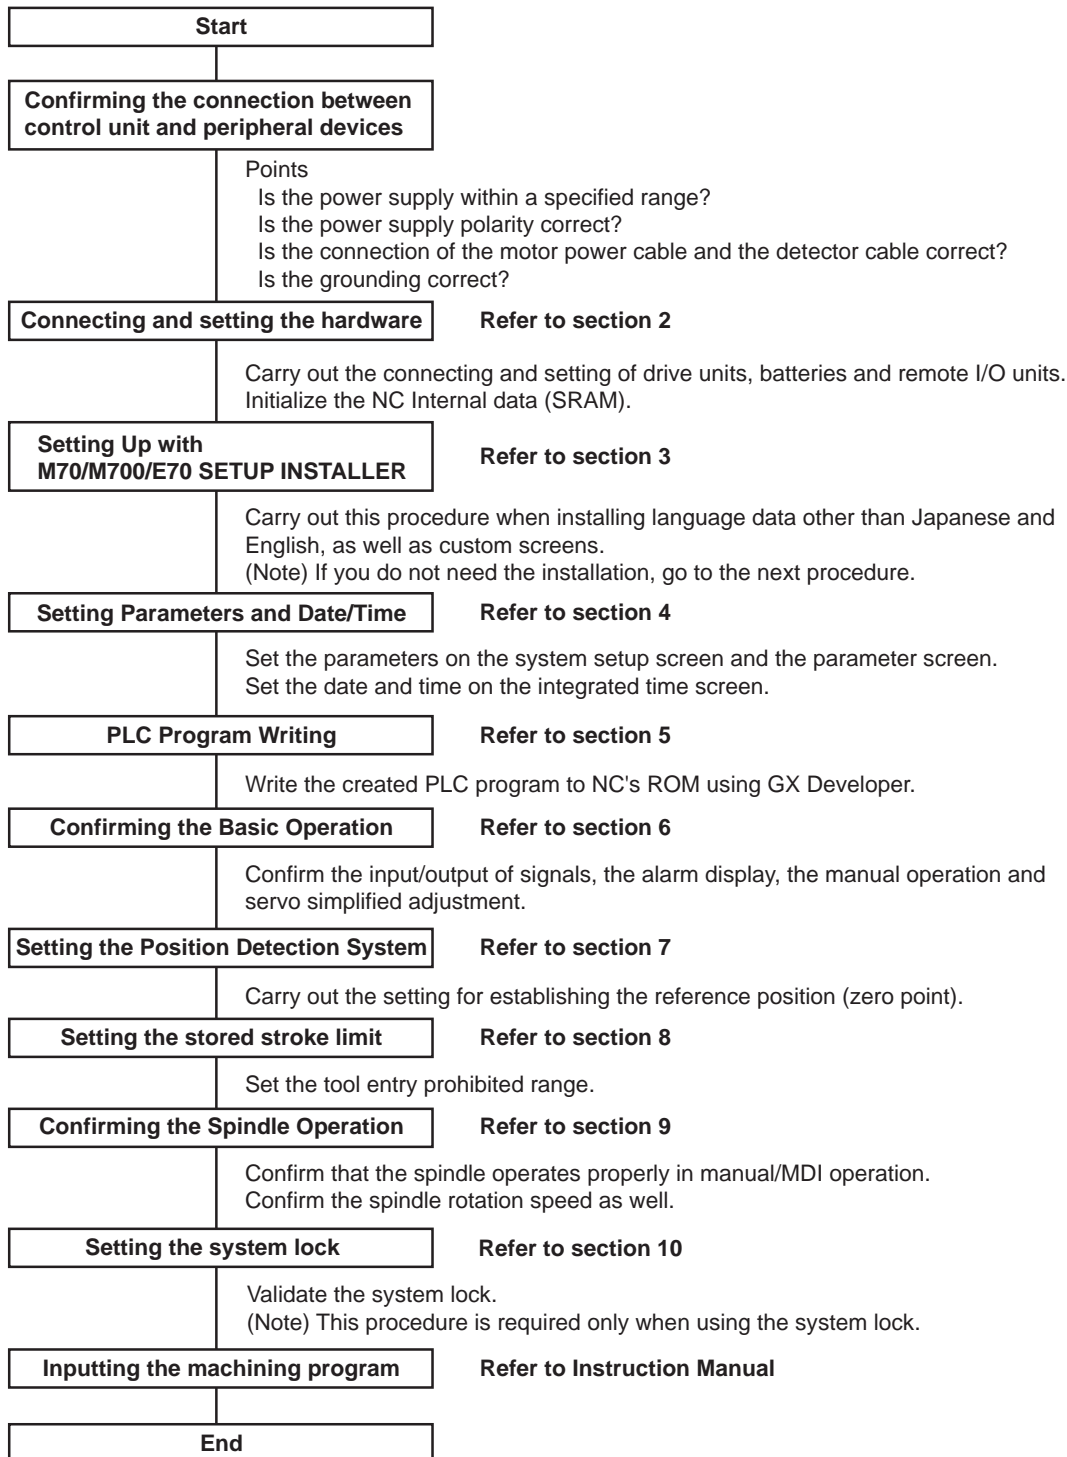 Start
Confirming the connection between
control unit and peripheral devices
Points
Is the power supply within a specified range?
Is the power supply polarity correct?
Is the connection of the motor power cable and the detector cable correct?
Is the grounding correct?
Connecting and setting the hardware Refer to section 2
Carry out the connecting and setting of drive units, batteries and remote I/O units.
Initialize the NC Internal data (SRAM).
Setting Up with
M70/M700/E70 SETUP INSTALLER Refer to section 3
Carry out this procedure when installing language data other than Japanese and
English, as well as custom screens.
(Note) If you do not need the installation, go to the next procedure.
Setting Parameters and Date/Time Refer to section 4
Set the parameters on the system setup screen and the parameter screen.
Set the date and time on the integrated time screen.
PLC Program Writing Refer to section 5
Write the created PLC program to NC's ROM using GX Developer.
Confirming the Basic Operation Refer to section 6
Confirm the input/output of signals, the alarm display, the manual operation and
servo simplified adjustment.
Setting the Position Detection System Refer to section 7
Carry out the setting for establishing the reference position (zero point).
Setting the stored stroke limit Refer to section 8
Set the tool entry prohibited range.
Confirming the Spindle Operation Refer to section 9
Confirm that the spindle operates properly in manual/MDI operation.
Confirm the spindle rotation speed as well.
Setting the system lock Refer to section 10
Validate the system lock.
(Note) This procedure is required only when using the system lock.
Inputting the machining program Refer to Instruction Manual
End